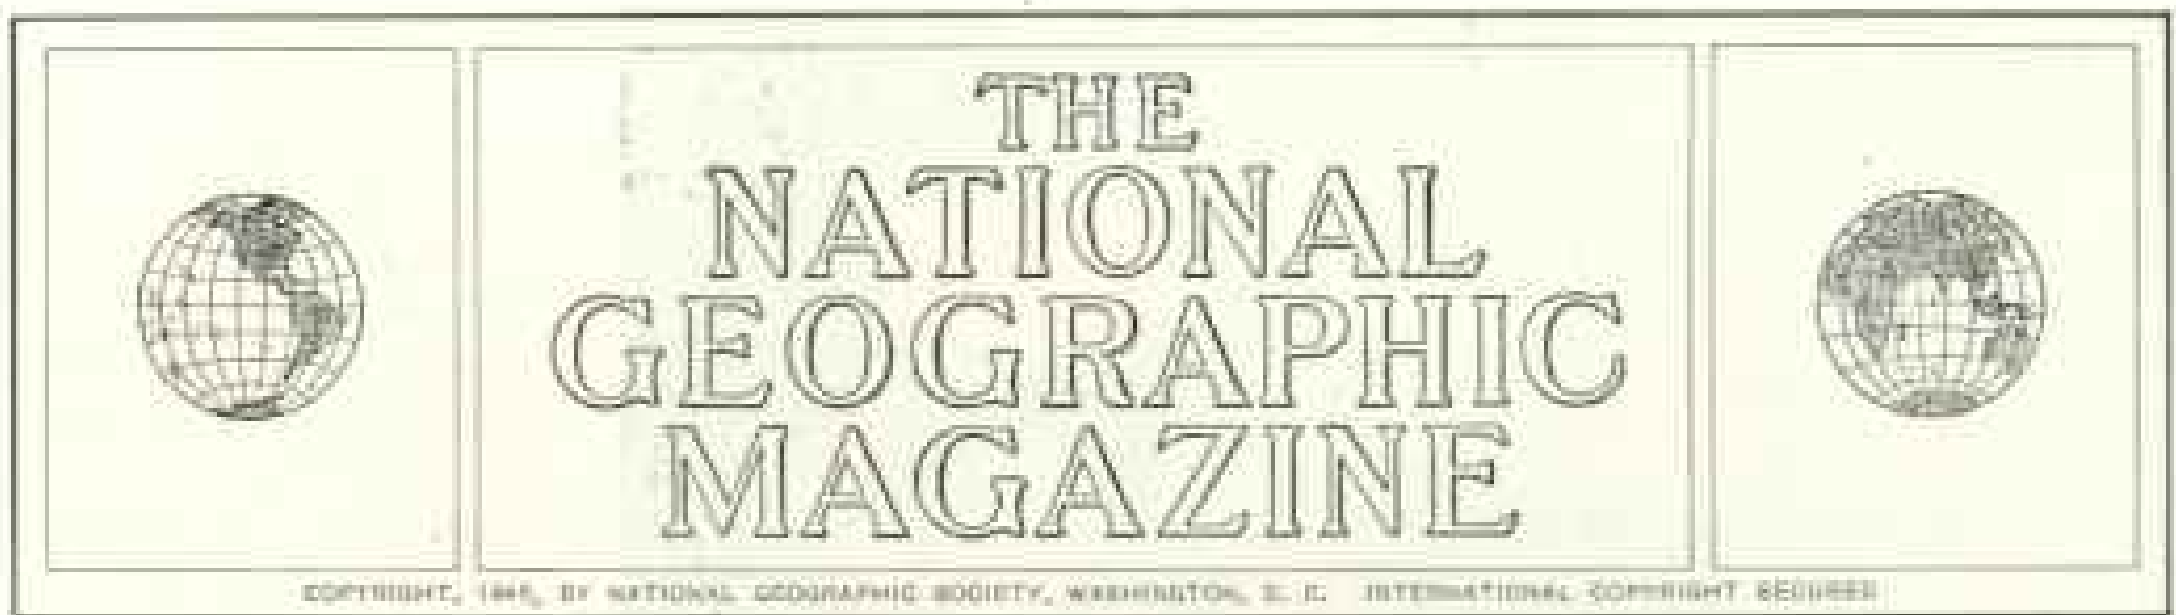 THE
NATIONAL
GEOGRAPHIC
MAGAZINE
COPYRIGHT, BY NATIONAL GEOGRAPHIC SOCIETY, WASHINGTON, D. C. INTERNATIONAL COPYRIGHT SECURED